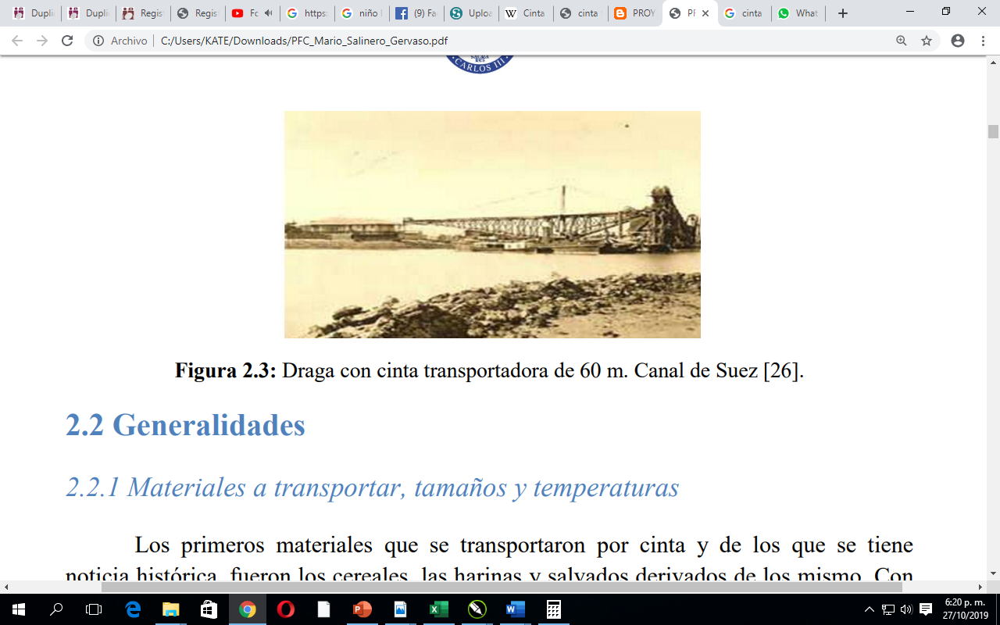 Dupli
Dupli
Regis
Regis
Fc
https:
niño
(9) Fa
Uploa
Cinta
cinta
PROY
PF
cinta
What
Archivo
C:/Users/KATE/Downloads/PFC_Mario_Salinero_Gervaso.pdf
CARLOS III
Figura 2.3: Draga con cinta transportadora de 60 m. Canal de Suez [26].
2.2 Generalidades
2.2.1 Materiales a transportar, tamaños y temperaturas
Los primeros materiales que se transportaron por cinta y de los que se tiene
noticia histórica, fueron los cereales, las harinas y salvados derivados de los mismo. Con
6:20 p. m.
27/10/2019